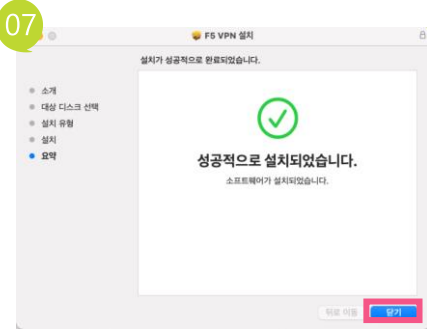 07
F5 VPN 설치
설치가 성공적으로 완료되었습니다.
소개
대상 디스크 선택
설치 유형
설치
요약
성공적으로 설치되었습니다.
소프트웨어가 설치되었습니다.
뒤로 이동
닫기